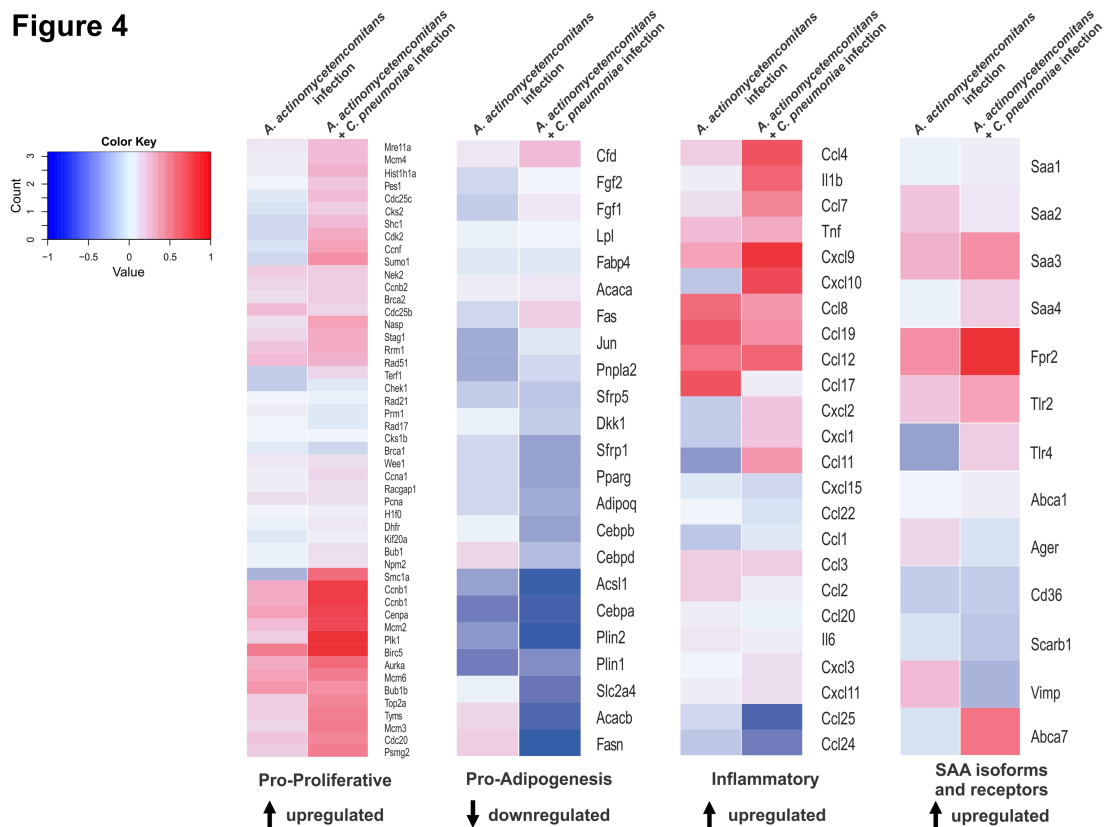 Figure 4
A. actinomycetemcomitans
infection
A. actinomycetemcomitans
+ C. pneumoniae infection
A. actinomycetemcomitans
infection
A. actinomycetemcomitans
+ C. pneumoniae infection
A. actinomycetemcomitans
infection
A. actinomycetemcomitans
+ C. pneumoniae infection
A. actinomycetemcomitans
infection
A. actinomycetemcomitans
+ C. pneumoniae infection
Color Key
Count
0
1
2
3
−1
−0.5
0
0.5
1
Value
Mre11a
Mcm4
Hist1h1a
Pes1
Cdc25c
Cks2
Shc1
Cdk2
Ccnf
Sumo1
Nek2
Ccnb2
Brca2
Cdc25b
Nasp
Stag1
Rrm1
Rad51
Terf1
Chek1
Rad21
Prm1
Rad17
Cks1b
Brca1
Wee1
Ccna1
Racgap1
Pcna
H1f0
Dhfr
Kif20a
Bub1
Npm2
Smc1a
Ccnb1
Ccnb1
Cenpa
Mcm2
Plk1
Birc5
Aurka
Mcm6
Bub1b
Top2a
Tyms
Mcm3
Cdc20
Psmg2
Pro-Proliferative
upregulated
Cfd
Fgf2
Fgf1
Lpl
Fabp4
Acaca
Fas
Jun
Pnpla2
Sfrp5
Dkk1
Sfrp1
Pparg
Adipoq
Cebpb
Cebpd
Acsl1
Cebpa
Plin2
Plin1
Slc2a4
Acacb
Fasn
Pro-Adipogenesis
downregulated
Ccl4
Il1b
Ccl7
Tnf
Cxcl9
Cxcl10
Ccl8
Ccl19
Ccl12
Ccl17
Cxcl2
Cxcl1
Ccl11
Cxcl15
Ccl22
Ccl1
Ccl3
Ccl2
Ccl20
Il6
Cxcl3
Cxcl11
Ccl25
Ccl24
Inflammatory
upregulated
Saa1
Saa2
Saa3
Saa4
Fpr2
Tlr2
Tlr4
Abca1
Ager
Cd36
Scarb1
Vimp
Abca7
SAA isoforms
and receptors
upregulated